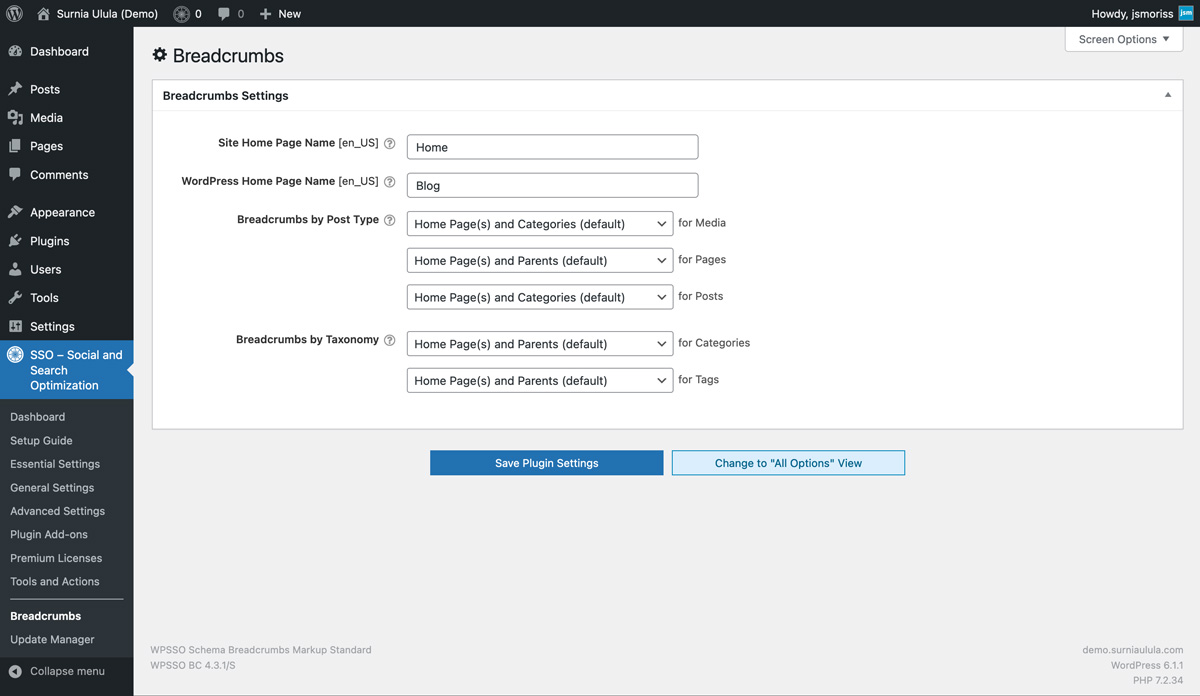 Surnia Ulula (Demo) 0 0 New Howdy, jsmoriss jsm
Screen Options ▼
Dashboard
Posts
Media
Pages
Comments
Appearance
Plugins
Users
Tools
Settings
SSO – Social and
Search
Optimization
Dashboard
Setup Guide
Essential Settings
General Settings
Advanced Settings
Plugin Add-ons
Premium Licenses
Tools and Actions
Breadcrumbs
Update Manager
Collapse menu
Breadcrumbs
Breadcrumbs Settings
Site Home Page Name [en_US] ? Home
WordPress Home Page Name [en_US] ? Blog
Breadcrumbs by Post Type ? Home Page(s) and Categories (default) for Media
Home Page(s) and Parents (default) for Pages
Home Page(s) and Categories (default) for Posts
Breadcrumbs by Taxonomy ? Home Page(s) and Parents (default) for Categories
Home Page(s) and Parents (default) for Tags
Save Plugin Settings Change to "All Options" View
WPSSO Schema Breadcrumbs Markup Standard
WPSSO BC 4.3.1/S
demo.surniaulula.com
WordPress 6.1.1
PHP 7.2.34